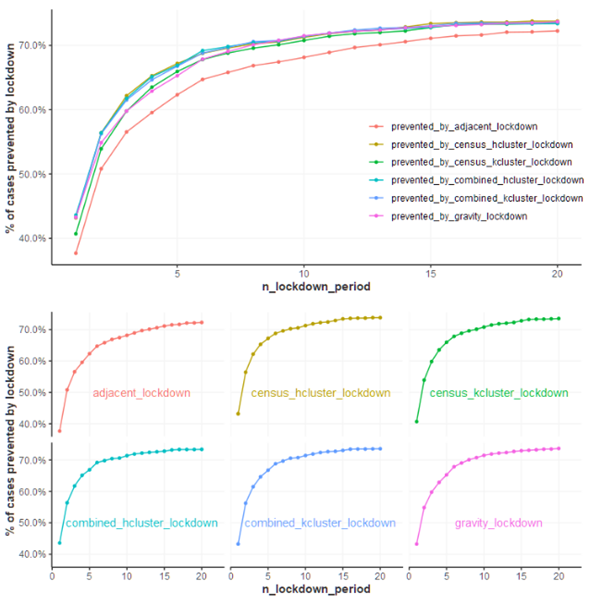 % of cases prevented by lockdown
70.0%
60.0%
50.0%
40.0%
prevented_by_adjacent_lockdown
prevented_by_census_hcluster_lockdown
prevented_by_census_kcluster_lockdown
prevented_by_combined_hcluster_lockdown
prevented_by_combined_kcluster_lockdown
prevented_by_gravity_lockdown
5 10 15 20
n_lockdown_period
% of cases prevented by lockdown
70.0%
60.0%
50.0%
40.0%
adjacent_lockdown census_hcluster_lockdown census_kcluster_lockdown
70.0%
60.0%
50.0%
40.0%
combined_hcluster_lockdown combined_kcluster_lockdown gravity_lockdown
0 5 10 15 20 0 5 10 15 20 0 5 10 15 20
n_lockdown_period